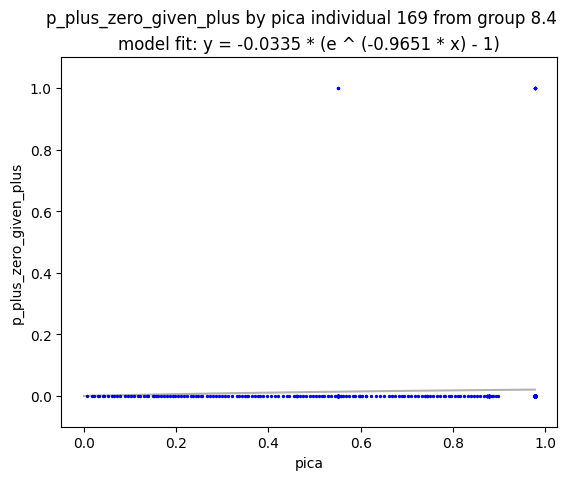 p_plus_zero_given_plus by pica individual 169 from group 8.4
model fit: y = -0.0335 * (e ^ (-0.9651 * x) - 1)
1.0
0.8
0.6
0.4
0.2
0.0
p_plus_zero_given_plus
0.0 0.2 0.4 0.6 0.8 1.0
pica